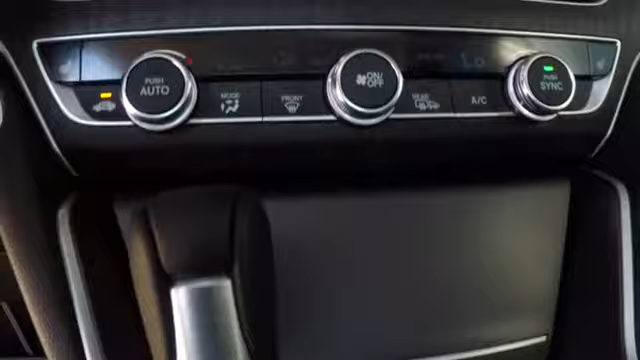 PUSH
AUTO
MODE
FRONT
ON/
OFF
REAR
A/C
PUSH
SYNC